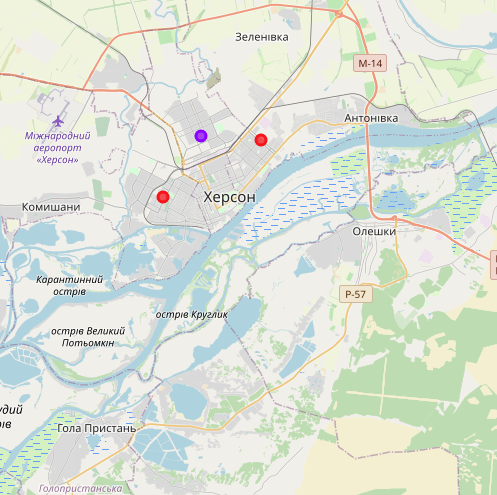 Зеленівка
М-14
Міжнародний
аеропорт
«Херсон»
Антонівка
Комишани
Херсон
Олешки
Карантинний
острів
Р-57
острів Круглик
острів Великий
Потьомкін
Гола Пристань
Голопристанська